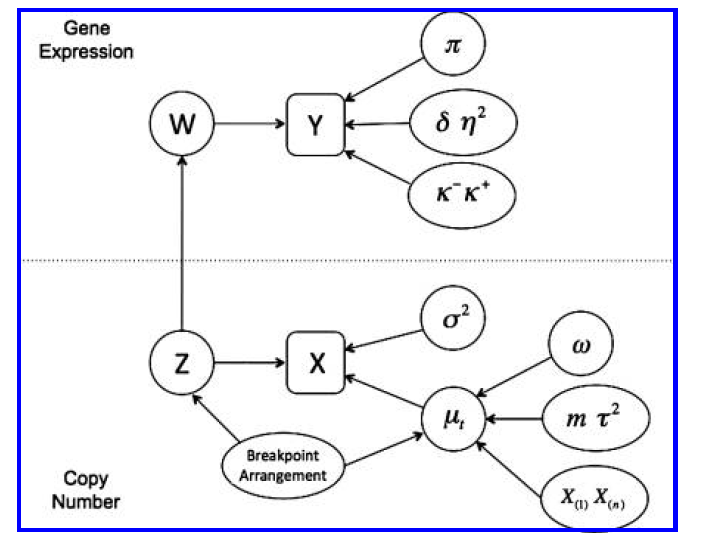 Gene
Expression
π
W
Y
δ η²
κ⁻κ⁺
σ²
ω
Z
X
μₜ
m τ²
Breakpoint
Arrangement
Copy
Number
X₍₁₎ X₍ₙ₎